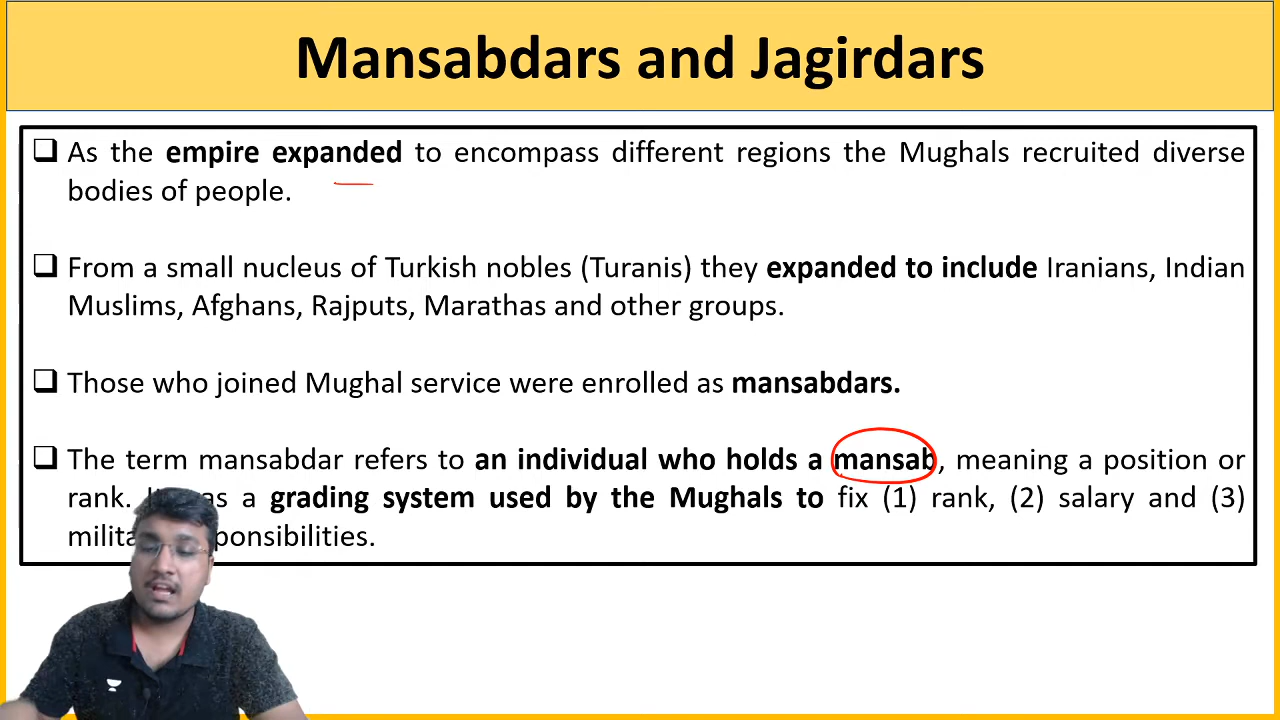 Mansabdars and Jagirdars
As the empire expanded to encompass different regions the Mughals recruited diverse
bodies of people.
From a small nucleus of Turkish nobles (Turanis) they expanded to include Iranians, Indian
Muslims, Afghans, Rajputs, Marathas and other groups.
Those who joined Mughal service were enrolled as mansabdars.
The term mansabdar refers to an individual who holds a mansab, meaning a position or
rank. a grading system used by the Mughals to fix (1) rank, (2) salary and (3)